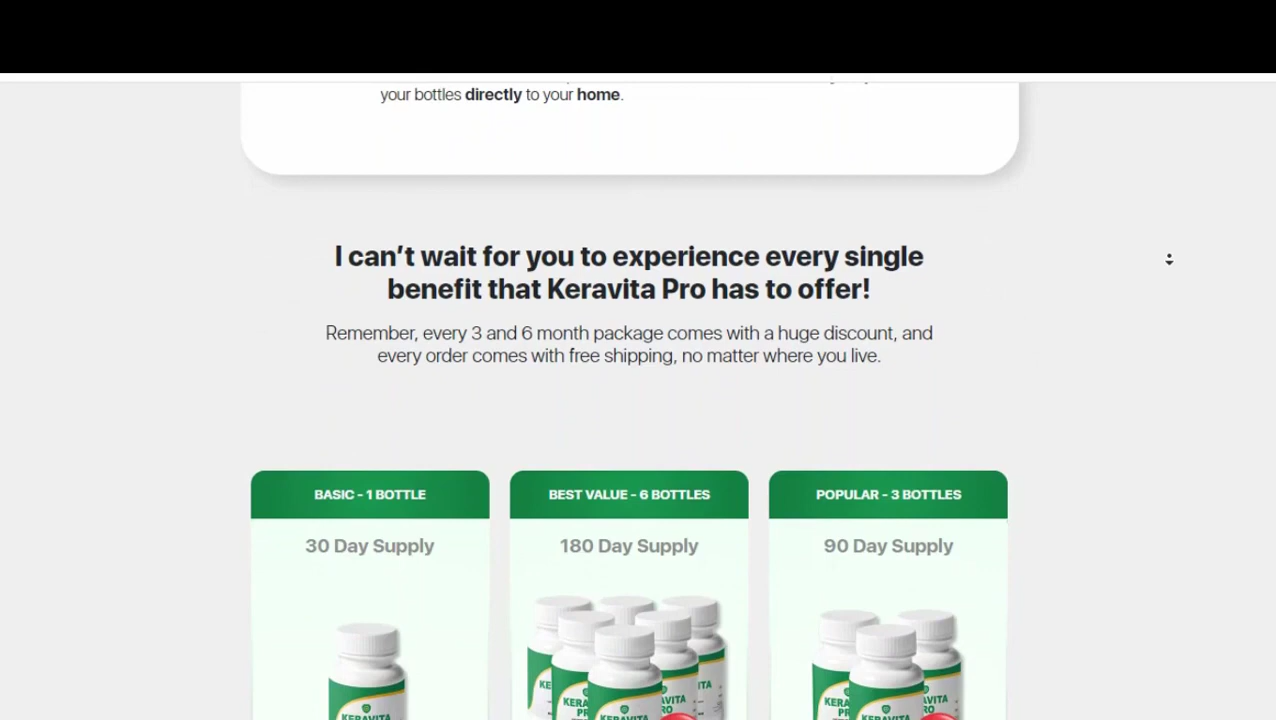 your bottles directly to your home.
I can't wait for you to experience every single
benefit that Keravita Pro has to offer!
Remember, every 3 and 6 month package comes with a huge discount, and
every order comes with free shipping, no matter where you live.
BASIC - 1 BOTTLE
30 Day Supply
KERAVITA
BEST VALUE - 6 BOTTLES
180 Day Supply
KERAVITA
POPULAR - 3 BOTTLES
90 Day Supply
KERAVITA